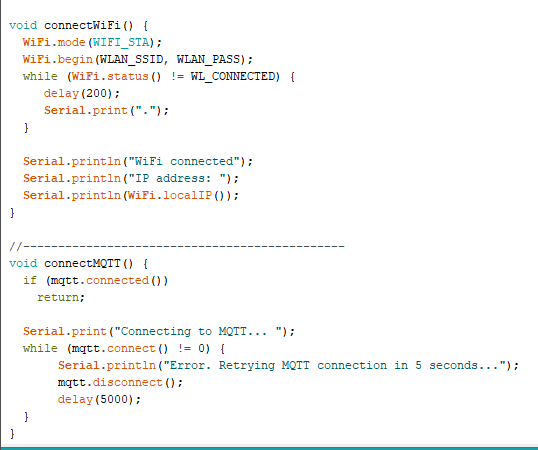 void connectWiFi() {
  WiFi.mode(WIFI_STA);
  WiFi.begin(WLAN_SSID, WLAN_PASS);
  while (WiFi.status() != WL_CONNECTED) {
     delay(200);
     Serial.print(".");
  }

  Serial.println("WiFi connected");
  Serial.println("IP address: ");
  Serial.println(WiFi.localIP());
}

//----------------------------------------------
void connectMQTT() {
  if (mqtt.connected())
    return;

  Serial.print("Connecting to MQTT... ");
  while (mqtt.connect() != 0) {
       Serial.println("Error. Retrying MQTT connection in 5 seconds...");
       mqtt.disconnect();
       delay(5000);
  }
}